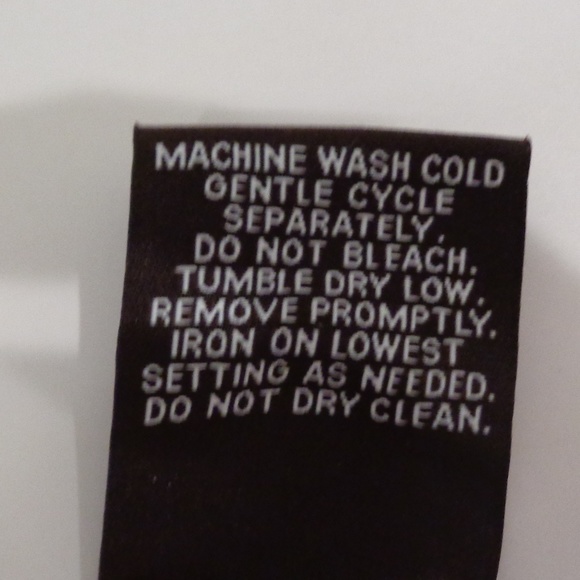 MACHINE WASH COLD
GENTLE CYCLE
SEPARATELY.
DO NOT BLEACH.
TUMBLE DRY LOW.
REMOVE PROMPTLY.
IRON ON LOWEST
SETTING AS NEEDED.
DO NOT DRY CLEAN.